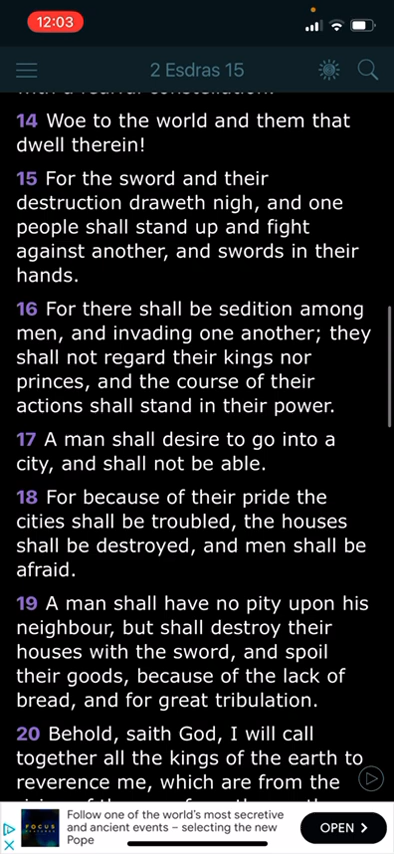 12:03
2 Esdras 15
with a fearful constellation.
14 Woe to the world and them that
dwell therein!
15 For the sword and their
destruction draweth nigh, and one
people shall stand up and fight
against another, and swords in their
hands.
16 For there shall be sedition among
men, and invading one another; they
shall not regard their kings nor
princes, and the course of their
actions shall stand in their power.
17 A man shall desire to go into a
city, and shall not be able.
18 For because of their pride the
cities shall be troubled, the houses
shall be destroyed, and men shall be
afraid.
19 A man shall have no pity upon his
neighbour, but shall destroy their
houses with the sword, and spoil
their goods, because of the lack of
bread, and for great tribulation.
20 Behold, saith God, I will call
together all the kings of the earth to
reverence me, which are from the
FOCUS
Follow one of the world's most secretive
and ancient events – selecting the new
Pope
OPEN